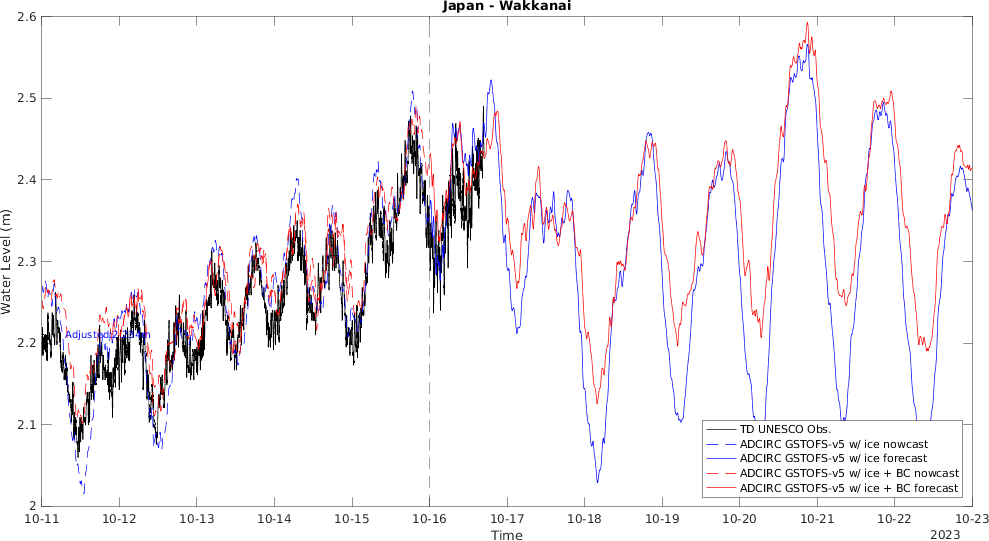 Japan - Wakkanai
Water Level (m)
2.6
2.5
2.4
2.3
2.2
2.1
2
TD UNESCO Obs.
ADCIRC GSTOFS-v5 w/ ice nowcast
ADCIRC GSTOFS-v5 w/ ice forecast
ADCIRC GSTOFS-v5 w/ ice + BC nowcast
ADCIRC GSTOFS-v5 w/ ice + BC forecast
10-11 10-12 10-13 10-14 10-15 10-16 10-17 10-18 10-19 10-20 10-21 10-22 10-23
Time
2023
Adjusted